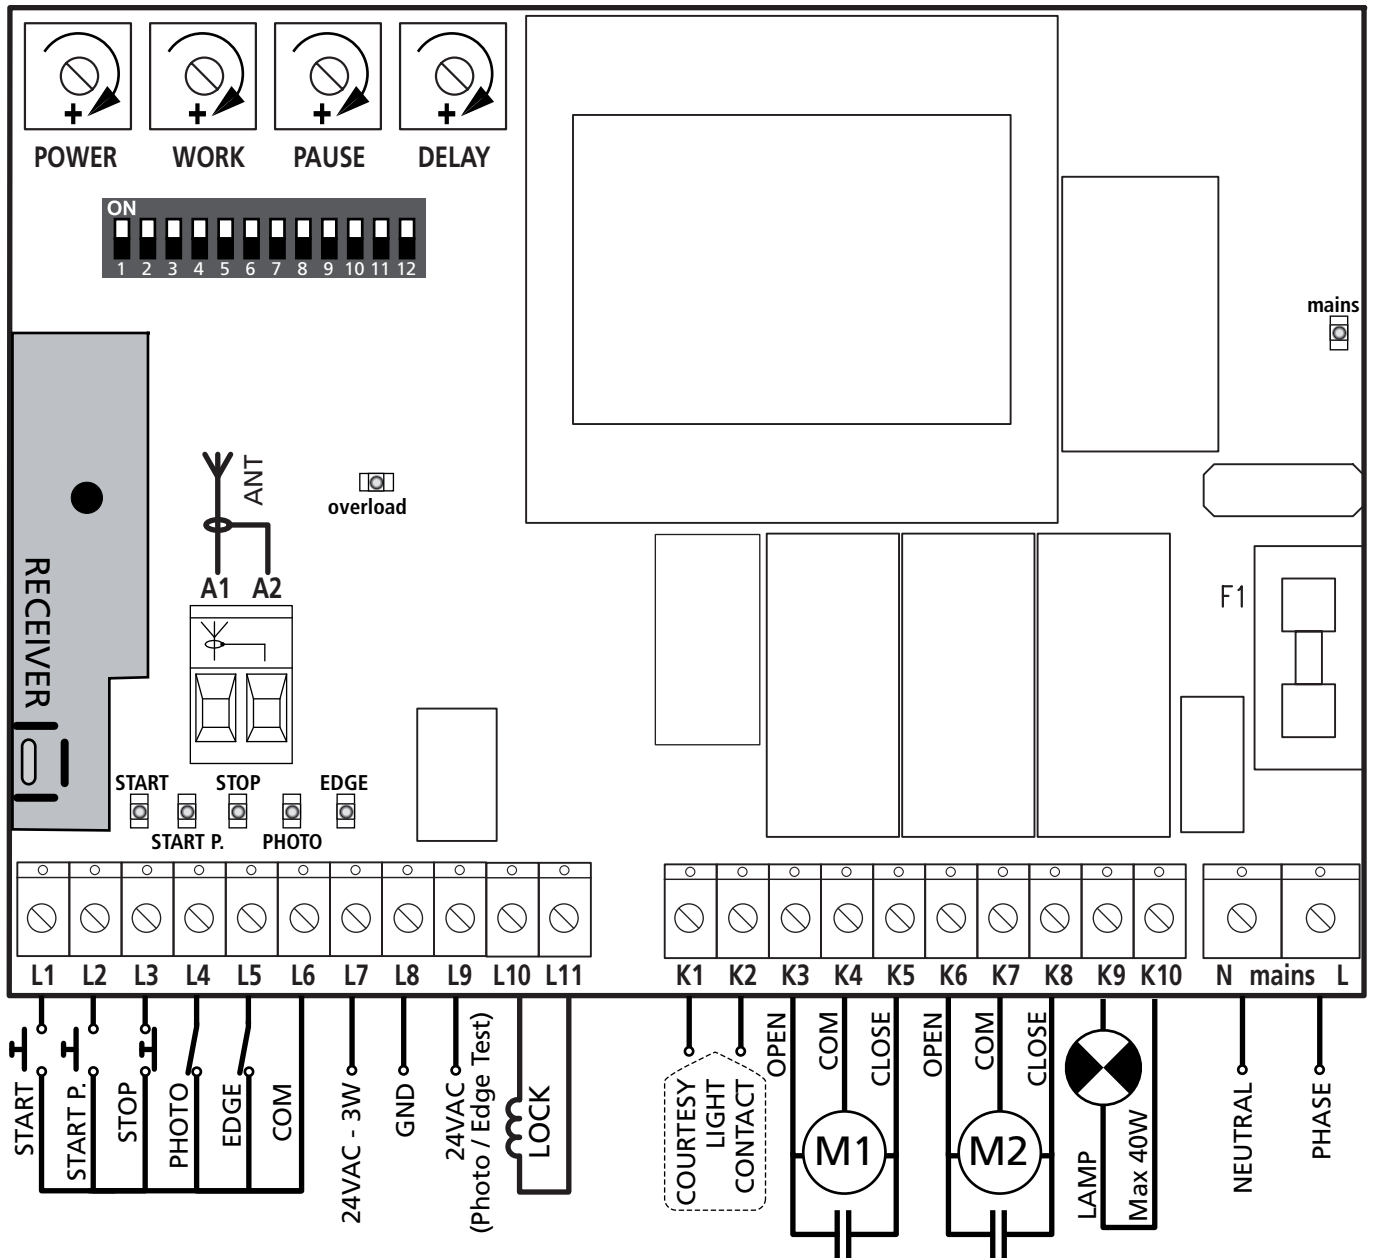 POWER WORK PAUSE DELAY
ON
1 2 3 4 5 6 7 8 9 10 11 12
mains
ANT
overload
A1 A2
F1
RECEIVER
START STOP EDGE
START P. PHOTO
L1 L2 L3 L4 L5 L6 L7 L8 L9 L10 L11 K1 K2 K3 K4 K5 K6 K7 K8 K9 K10 N mains L
START
START P.
STOP
PHOTO
EDGE
COM
24VAC - 3W
GND
24VAC
(Photo / Edge Test)
LOCK
COURTESY
LIGHT
CONTACT
OPEN
COM
CLOSE
M1
OPEN
COM
CLOSE
M2
LAMP
Max 40W
NEUTRAL
PHASE